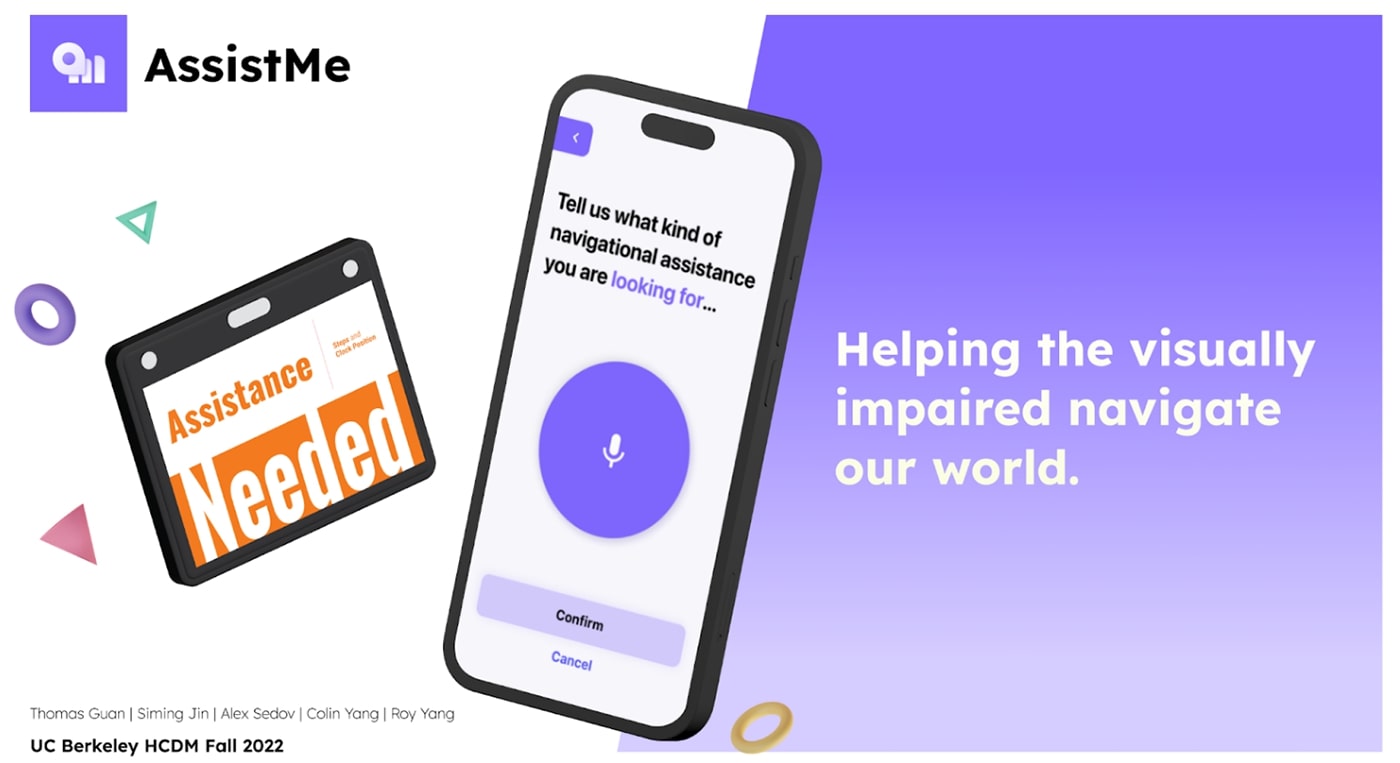 AssistMe
Assistance
Steps and
Clock Position
Needed
Tell us what kind of
navigational assistance
you are looking for...
Confirm
Cancel
Helping the visually
impaired navigate
our world.
Thomas Guan | Siming Jin | Alex Sedov | Colin Yang | Roy Yang
UC Berkeley HCDM Fall 2022